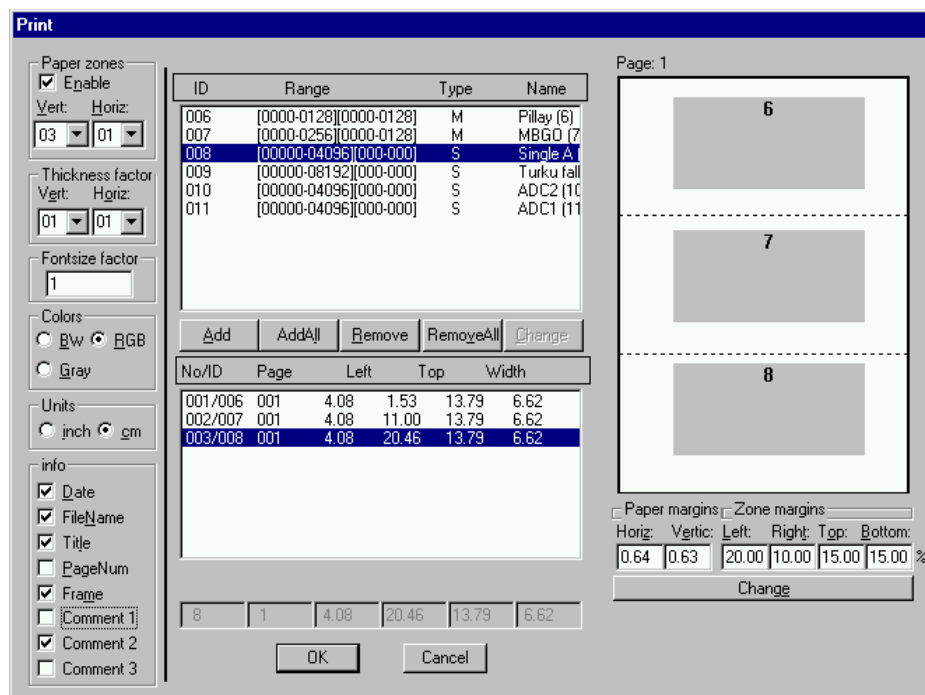 Print
Paper zones
Enable
Vert: Horiz:
03 01
Thickness factor
Vert: Horiz:
01 01
Fontsize factor
1
Colors
BW RGB
Gray
Units
inch cm
info
Date
FileName
Title
PageNum
Frame
Comment 1
Comment 2
Comment 3
ID Range Type Name
006 [0000-0128][0000-0128] M Pillay (6)
007 [0000-0256][0000-0128] M MBGO (7
008 [00000-04096][000-000] S Single A (
009 [00000-08192][000-000] S Turku fall
010 [00000-04096][000-000] S ADC2 (10
011 [00000-04096][000-000] S ADC1 (11
Add AddAll Remove RemoveAll Change
No/ID Page Left Top Width
001/006 001 4.08 1.53 13.79 6.62
002/007 001 4.08 11.00 13.79 6.62
003/008 001 4.08 20.46 13.79 6.62
8 1 4.08 20.46 13.79 6.62
OK Cancel
Page: 1
6
7
8
Paper margins Zone margins
Horiz: Vertic: Left: Right: Top: Bottom:
0.64 0.63 20.00 10.00 15.00 15.00 %
Change